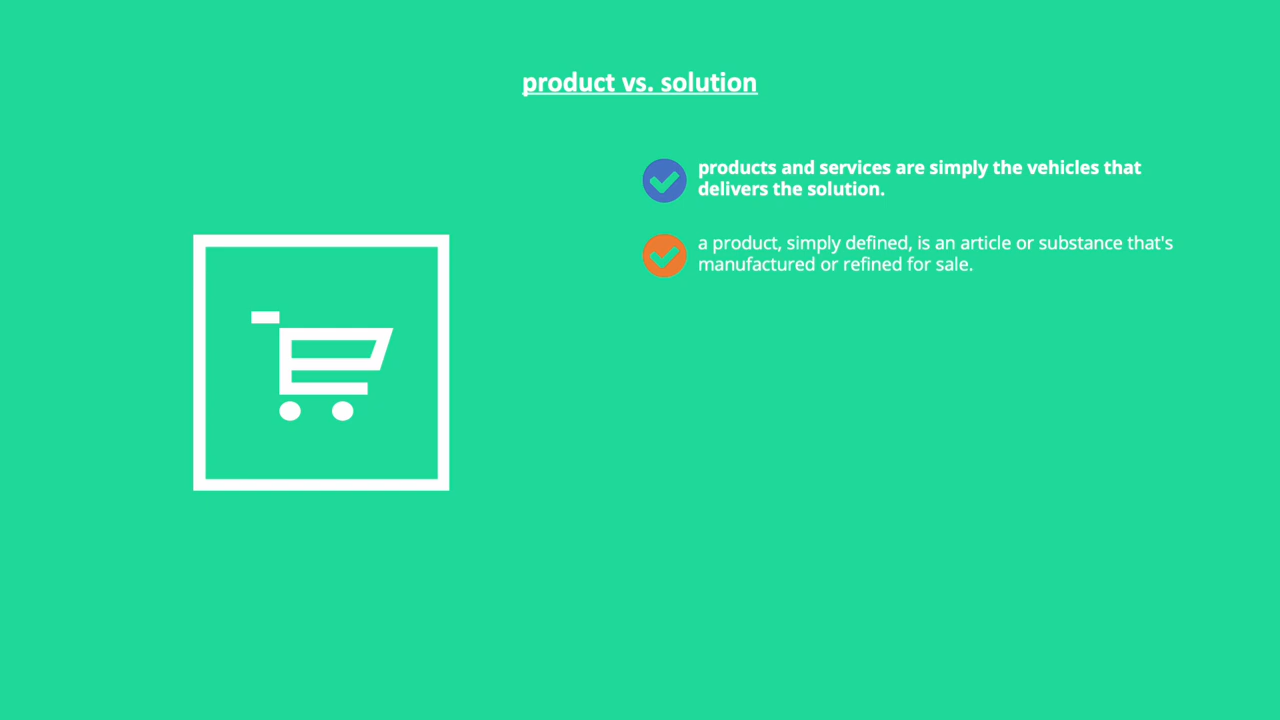 product vs. solution
products and services are simply the vehicles that
delivers the solution.
a product, simply defined, is an article or substance that's
manufactured or refined for sale.